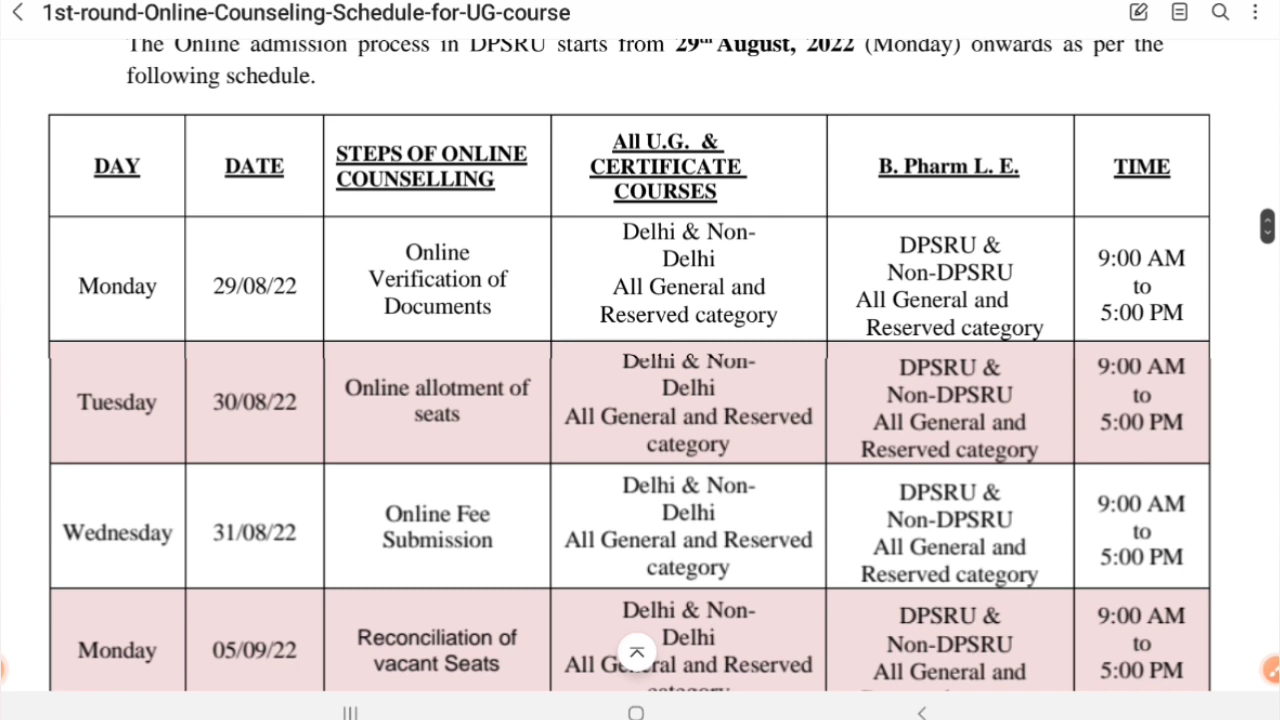 1st-round-Online-Counseling-Schedule-for-UG-course
The Online admission process in DPSRU starts from 29th August, 2022 (Monday) onwards as per the
following schedule.
DAY
DATE
STEPS OF ONLINE
COUNSELLING
All U.G. &
CERTIFICATE
COURSES
B. Pharm L. E.
TIME
Monday
29/08/22
Online
Verification of
Documents
Delhi & Non-
Delhi
All General and
Reserved category
DPSRU &
Non-DPSRU
All General and
Reserved category
9:00 AM
to
5:00 PM
Tuesday
30/08/22
Online allotment of
seats
Delhi & Non-
Delhi
All General and Reserved
category
DPSRU &
Non-DPSRU
All General and
Reserved category
9:00 AM
to
5:00 PM
Wednesday
31/08/22
Online Fee
Submission
Delhi & Non-
Delhi
All General and Reserved
category
DPSRU &
Non-DPSRU
All General and
Reserved category
9:00 AM
to
5:00 PM
Monday
05/09/22
Reconciliation of
vacant Seats
Delhi & Non-
Delhi
All General and Reserved
DPSRU &
Non-DPSRU
All General and
9:00 AM
to
5:00 PM